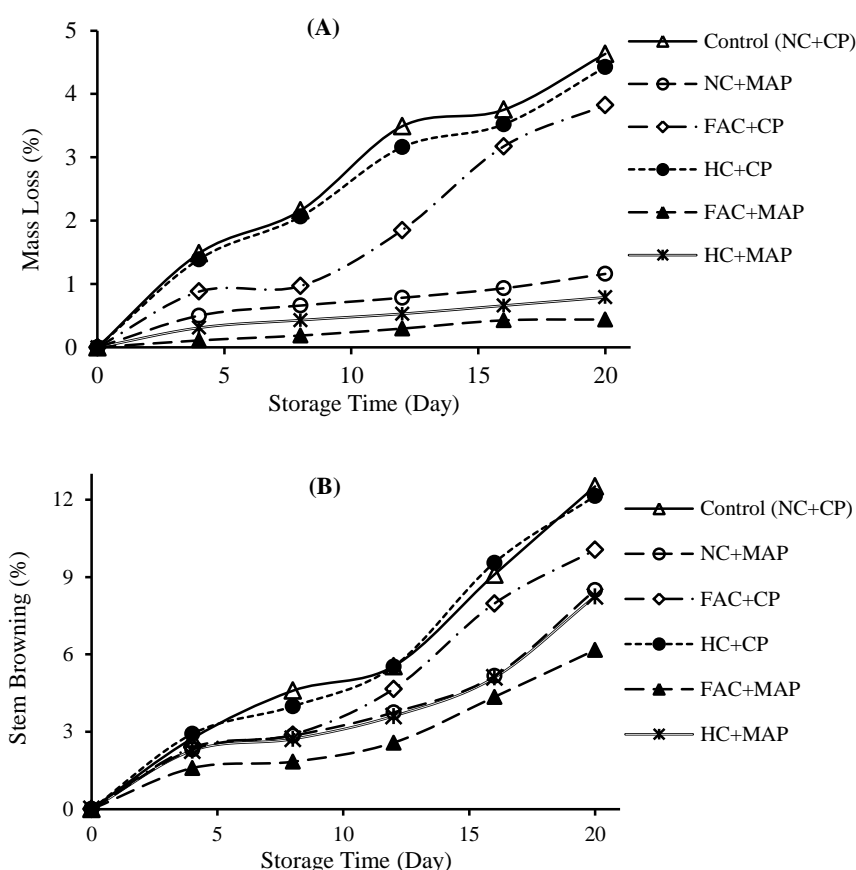 (A)
5
4
3
2
1
0
Mass Loss (%)
0 5 10 15 20
Storage Time (Day)
Control (NC+CP)
NC+MAP
FAC+CP
HC+CP
FAC+MAP
HC+MAP
(B)
12
9
6
3
0
Stem Browning (%)
0 5 10 15 20
Storage Time (Day)
Control (NC+CP)
NC+MAP
FAC+CP
HC+CP
FAC+MAP
HC+MAP